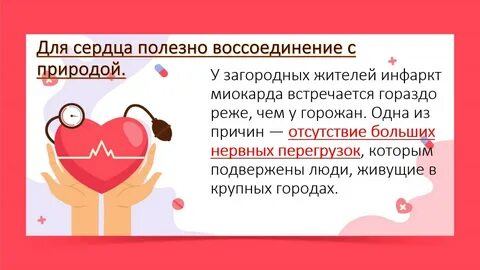 Для сердца полезно воссоединение с
природой.
У загородных жителей инфаркт
миокарда встречается гораздо
реже, чем у горожан. Одна из
причин — отсутствие больших
нервных перегрузок, которым
подвержены люди, живущие в
крупных городах.